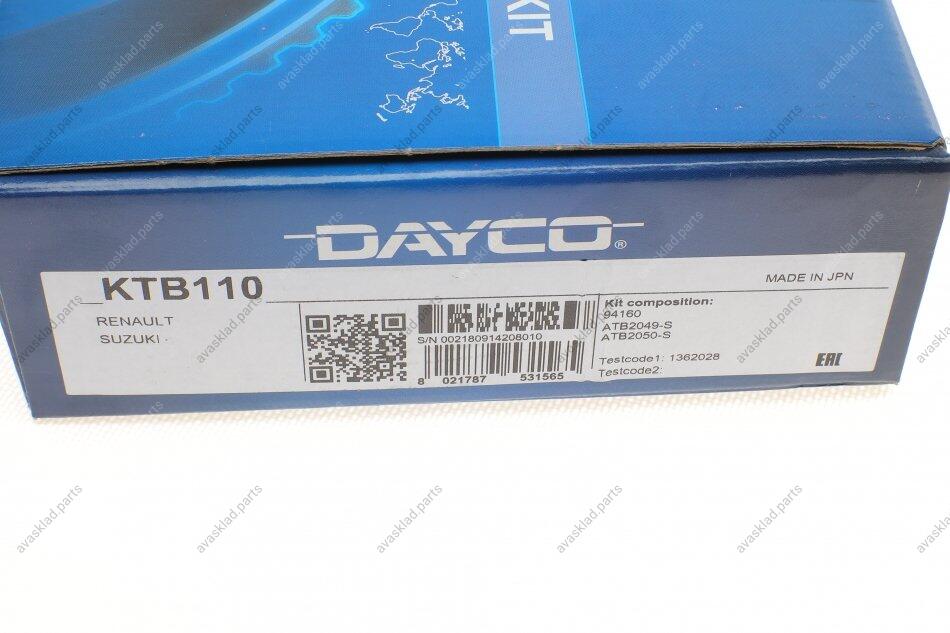 KIT
DAYCO®
KTB110
MADE IN JPN
RENAULT
SUZUKI
S/N 002180914208010
8 021787 531565
Kit composition:
94160
ATB2049-S
ATB2050-S
Testcode1: 1362028
Testcode2:
EAC
avasklad.parts